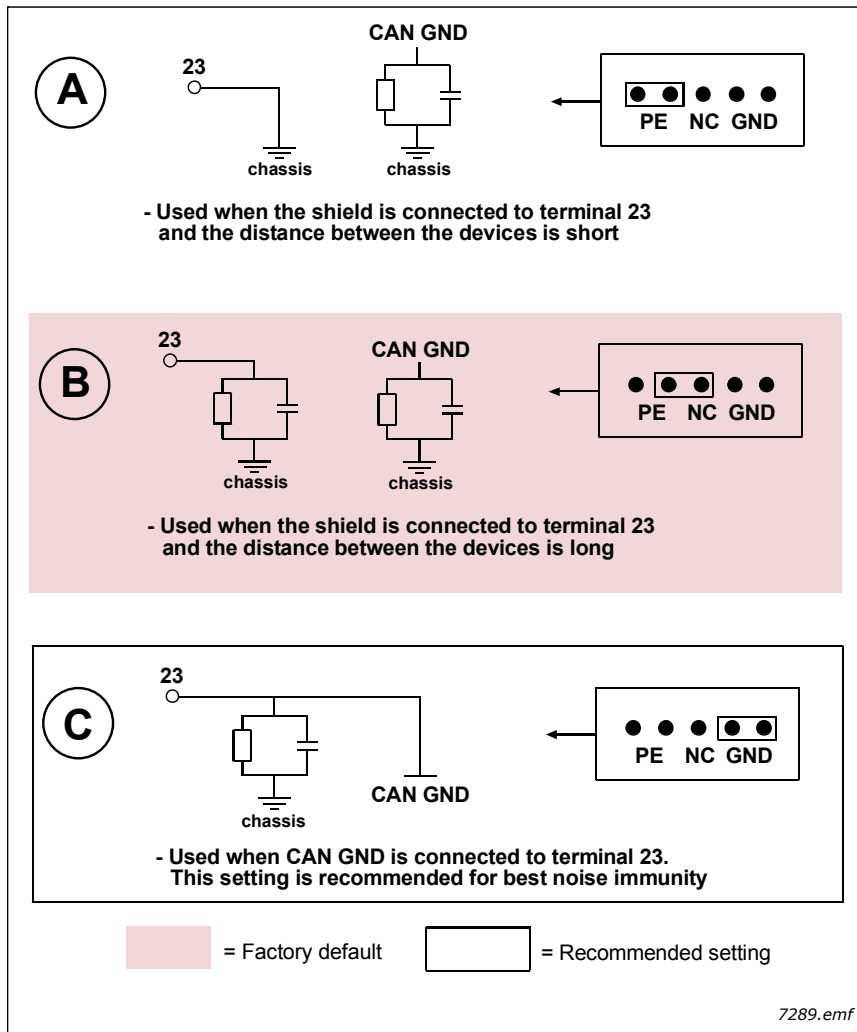 A
23
chassis
CAN GND
chassis
PE NC GND
- Used when the shield is connected to terminal 23
and the distance between the devices is short
B
23
chassis
CAN GND
chassis
PE NC GND
- Used when the shield is connected to terminal 23
and the distance between the devices is long
C
23
chassis
CAN GND
PE NC GND
- Used when CAN GND is connected to terminal 23.
This setting is recommended for best noise immunity
= Factory default
= Recommended setting
7289.emf